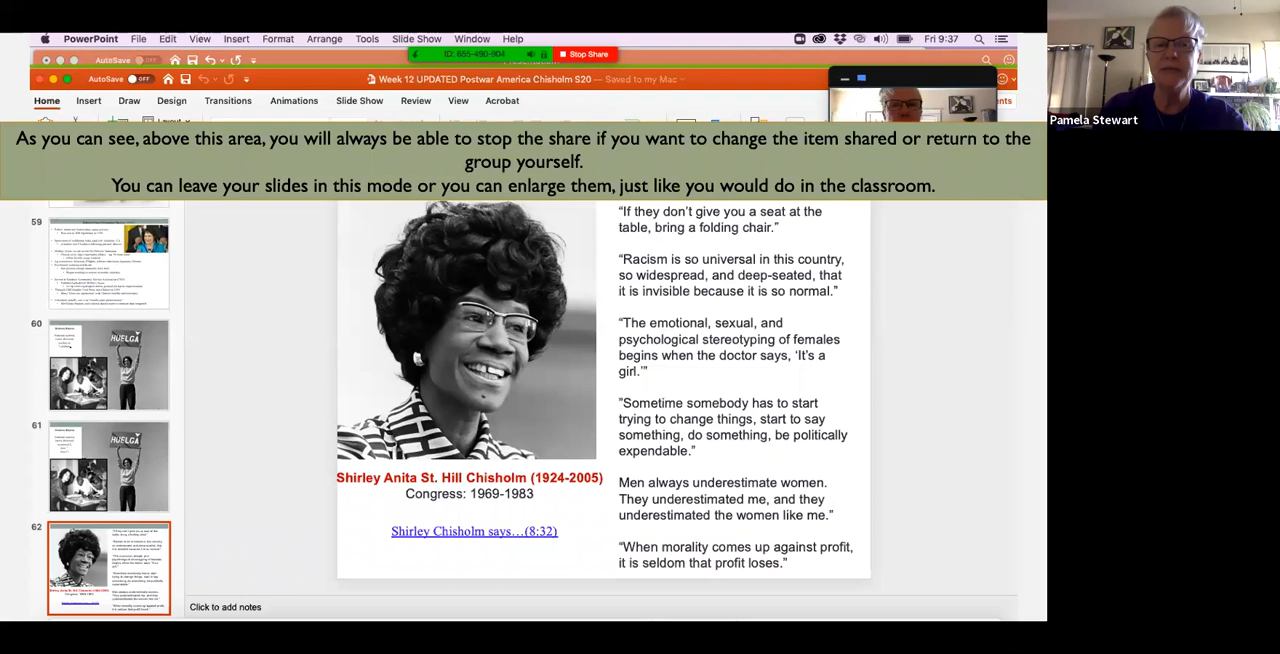 PowerPoint File Edit View Insert Format Arrange Tools Slide Show Window Help Fri 9:37
ID: 655-490-904 Stop Share
AutoSave OFF
AutoSave OFF Week 12 UPDATED Postwar America Chisholm S20 — Saved to my Mac
Home Insert Draw Design Transitions Animations Slide Show Review View Acrobat
Pamela Stewart
As you can see, above this area, you will always be able to stop the share if you want to change the item shared or return to the
group yourself.
You can leave your slides in this mode or you can enlarge them, just like you would do in the classroom.
59
60
HUELGA
61
HUELGA
62
“If they don’t give you a seat at the
table, bring a folding chair.”
“Racism is so universal in this country,
so widespread, and deep-seated, that
it is invisible because it is so normal.”
“The emotional, sexual, and
psychological stereotyping of females
begins when the doctor says, ‘It’s a
girl.’”
”Sometime somebody has to start
trying to change things, start to say
something, do something, be politically
expendable.”
Men always underestimate women.
They underestimated me, and they
underestimated the women like me.”
“When morality comes up against profit,
it is seldom that profit loses.”
Shirley Anita St. Hill Chisholm (1924-2005)
Congress: 1969-1983
Shirley Chisholm says…(8:32)
Click to add notes